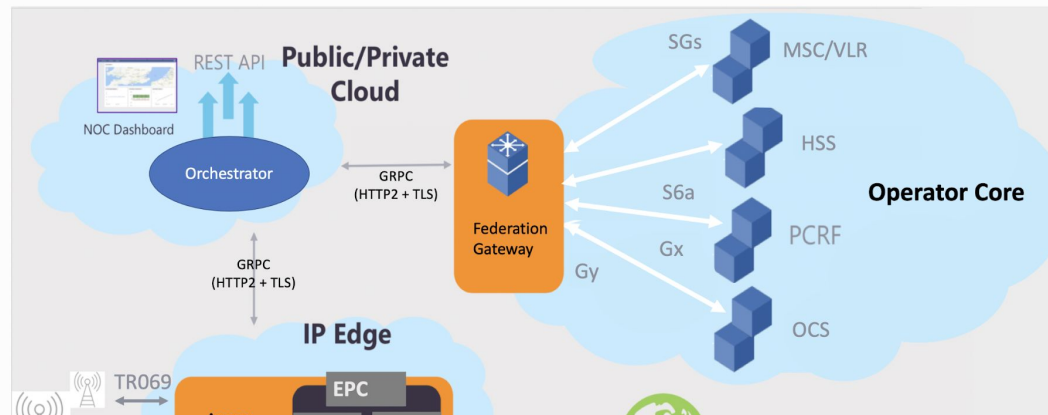 REST API
NOC Dashboard
Orchestrator
Public/Private
Cloud
GRPC
(HTTP2 + TLS)
GRPC
(HTTP2 + TLS)
Federation
Gateway
SGs
S6a
Gx
Gy
MSC/VLR
HSS
PCRF
OCS
Operator Core
IP Edge
TR069
EPC